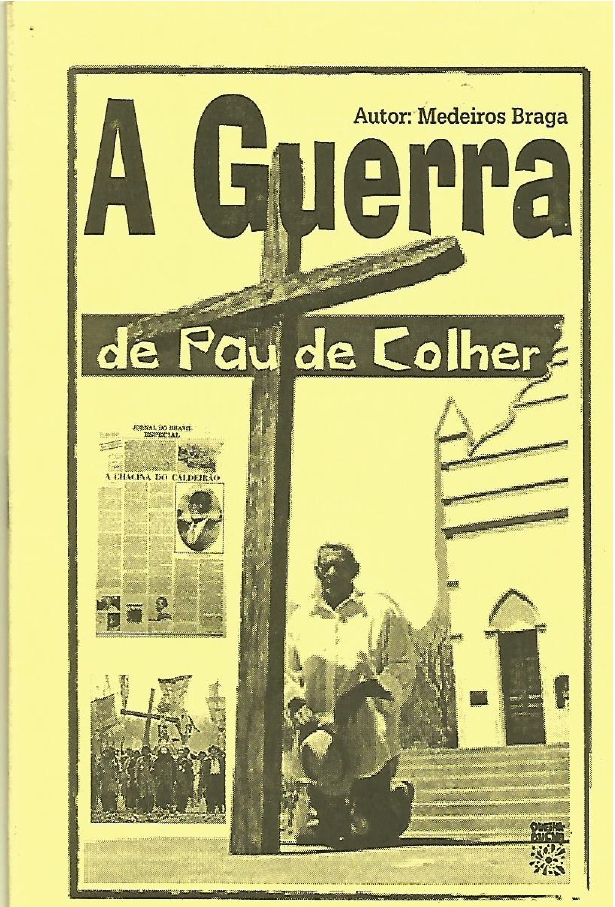 Autor: Medeiros Braga
A Guerra
de Pau de Colher
JORNAL DO BRASIL
ESPECIAL
A CHACINA DO CALDEIRÃO